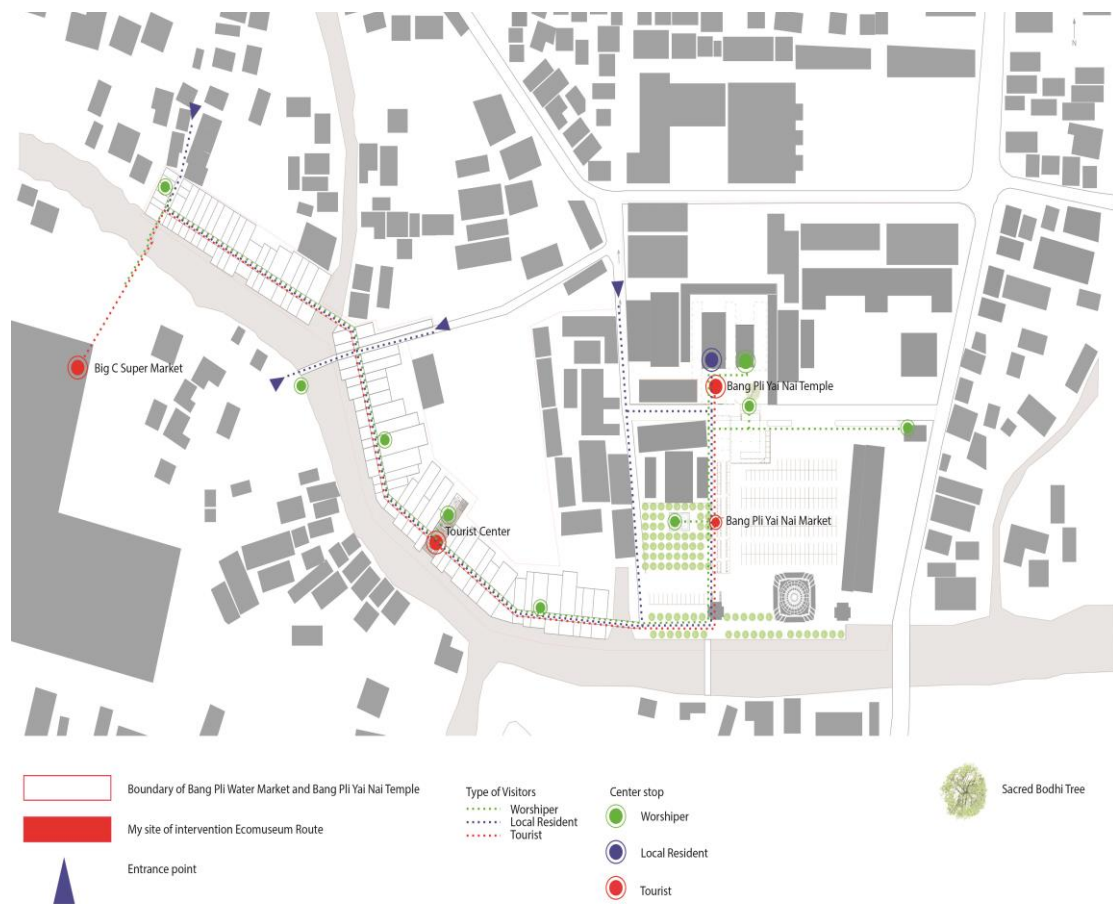 N
Big C Super Market
Bang Pli Yai Nai Temple
Bang Pli Yai Nai Market
Tourist Center
Boundary of Bang Pli Water Market and Bang Pli Yai Nai Temple
My site of intervention Ecomuseum Route
Entrance point
Type of Visitors
Worshiper
Local Resident
Tourist
Center stop
Worshiper
Local Resident
Tourist
Sacred Bodhi Tree